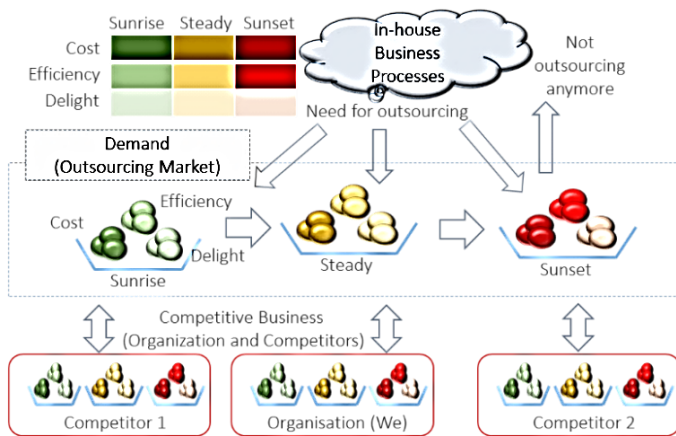 Sunrise Steady Sunset
Cost
Efficiency
Delight
In-house
Business
Processes
Not
outsourcing
anymore
Need for outsourcing
Demand
(Outsourcing Market)
Efficiency
Cost
Delight
Sunrise
Steady
Sunset
Competitive Business
(Organization and Competitors)
Competitor 1
Organisation (We)
Competitor 2